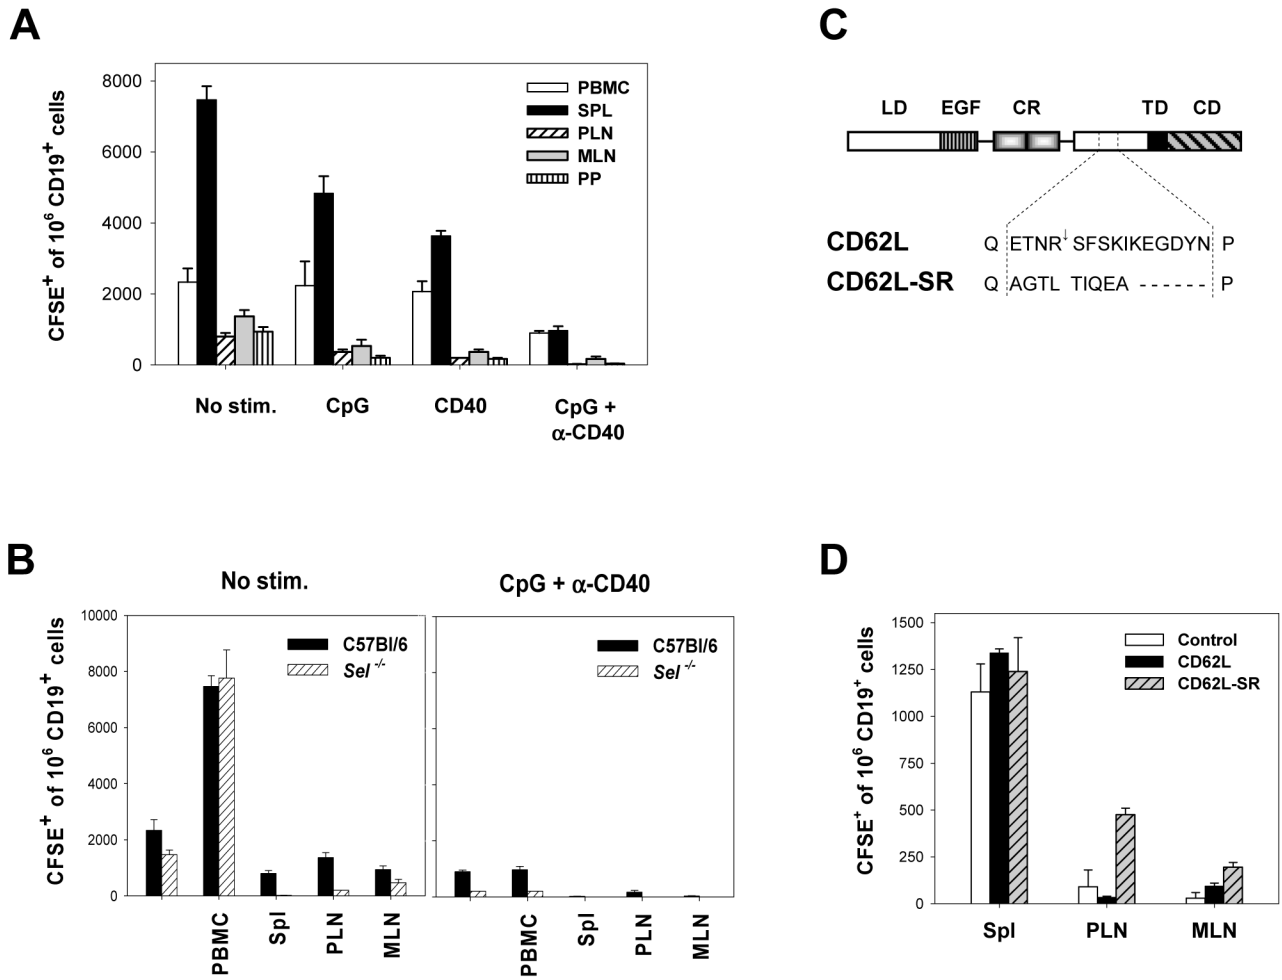 A
CFSE+ of 10^6 CD19+ cells
8000
6000
4000
2000
0
PBMC
SPL
PLN
MLN
PP
No stim.
CpG
CD40
CpG +
α-CD40
C
LD EGF CR TD CD
CD62L Q ETNR↓SFSKIKEGDYN P
CD62L-SR Q AGTL TIQEA ------ P
B
No stim.
CpG + α-CD40
CFSE+ of 10^6 CD19+ cells
10000
8000
6000
4000
2000
0
C57Bl/6
Sel -/-
C57Bl/6
Sel -/-
PBMC
Spl
PLN
MLN
PBMC
Spl
PLN
MLN
D
CFSE+ of 10^6 CD19+ cells
1500
1250
1000
750
500
250
0
Control
CD62L
CD62L-SR
Spl
PLN
MLN